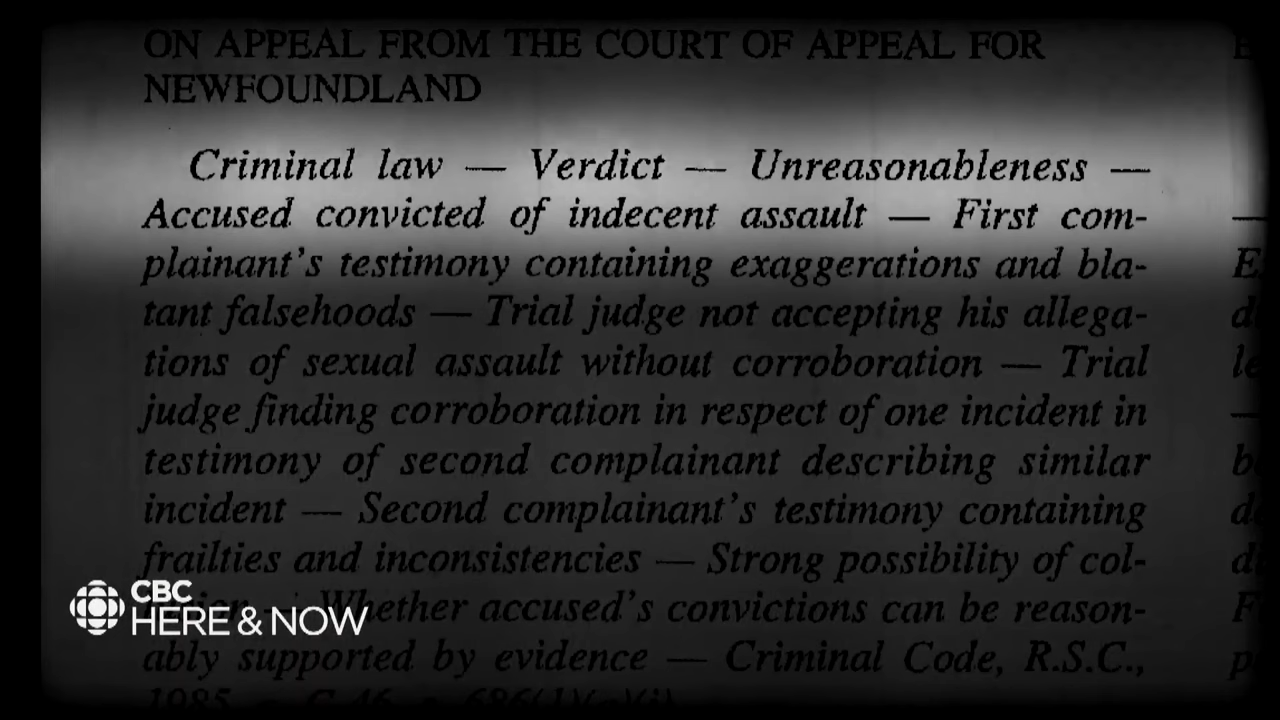 ON APPEAL FROM THE COURT OF APPEAL FOR
NEWFOUNDLAND
Criminal law — Verdict — Unreasonableness —
Accused convicted of indecent assault — First com-
plainant's testimony containing exaggerations and bla-
tant falsehoods — Trial judge not accepting his allega-
tions of sexual assault without corroboration — Trial
judge finding corroboration in respect of one incident in
testimony of second complainant describing similar
incident — Second complainant's testimony containing
frailties and inconsistencies — Strong possibility of col-
— Whether accused's convictions can be reason-
ably supported by evidence — Criminal Code, R.S.C.,
1985, 686(1)(a)(i)
CBC
HERE & NOW